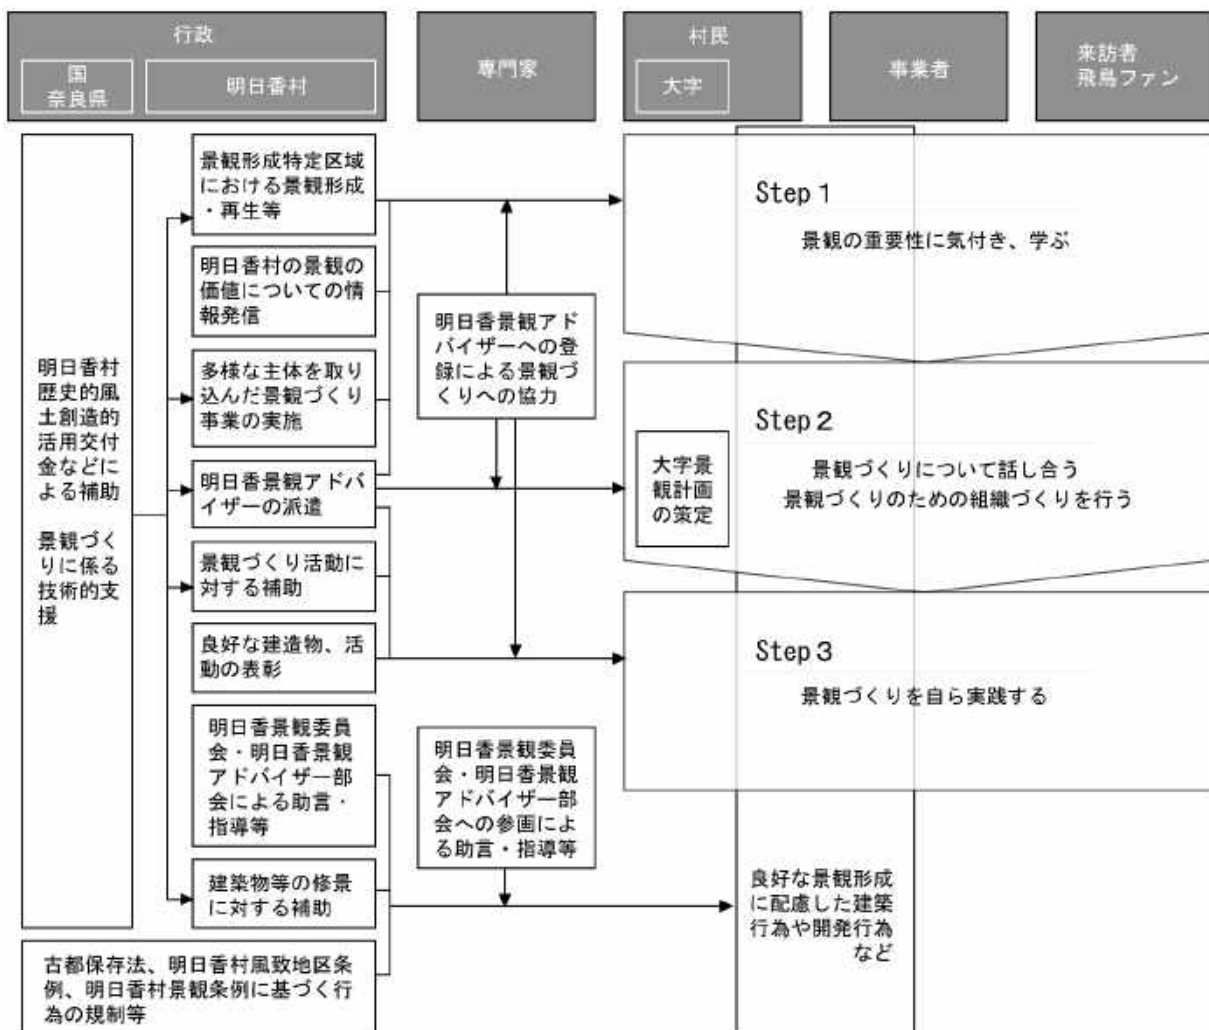 行政
国
奈良県
明日香村
専門家
村民
大字
事業者
来訪者
飛鳥ファン
明日香村
歴史的風
土創造的
活用交付
金などに
よる補助
景観づく
りに係る
技術的支
援
景観形成特定区域
における景観形成
・再生等
明日香村の景観の
価値についての情
報発信
多様な主体を取り
込んだ景観づくり
事業の実施
明日香景観アドバ
イザーの派遣
景観づくり活動に
対する補助
良好な建造物、活
動の表彰
明日香景観委員
会・明日香景観
アドバイザー部
会による助言・
指導等
建築物等の修景
に対する補助
古都保存法、明日香村風致地区条
例、明日香村景観条例に基づく行
為の規制等
明日香景観アド
バイザーへの登
録による景観づ
くりへの協力
明日香景観委員
会・明日香景観
アドバイザー部
会への参画によ
る助言・指導等
Step 1
景観の重要性に気付き、学ぶ
Step 2
大字景
観計画
の策定
景観づくりについて話し合う
景観づくりのための組織づくりを行う
Step 3
景観づくりを自ら実践する
良好な景観形成
に配慮した建築
行為や開発行為
など